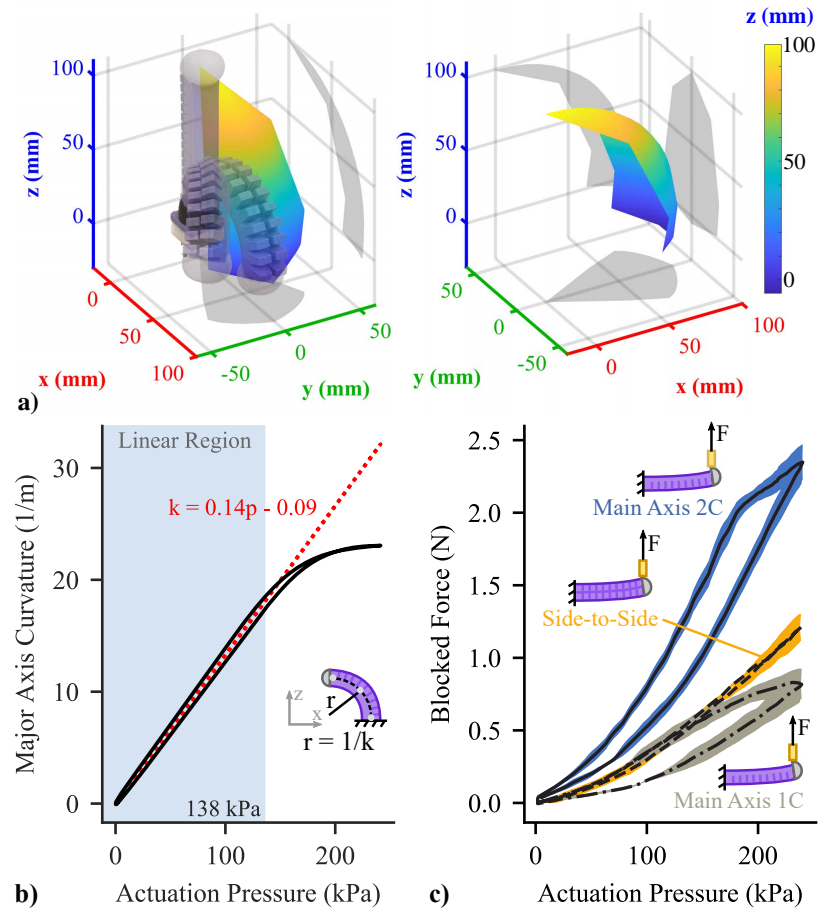 z (mm)
100
50
0
z (mm)
0
50
100
x (mm)
-50
0
50
y (mm)
100
50
0
z (mm)
50
0
-50
y (mm)
0
50
100
x (mm)
100
50
0
a)
Linear Region
k = 0.14p - 0.09
30
20
10
0
Major Axis Curvature (1/m)
z
x
r
r = 1/k
138 kPa
0
100
200
b)
Actuation Pressure (kPa)
2.5
2.0
1.5
1.0
0.5
0.0
Blocked Force (N)
F
Main Axis 2C
F
Side-to-Side
F
Main Axis 1C
0
100
200
c)
Actuation Pressure (kPa)